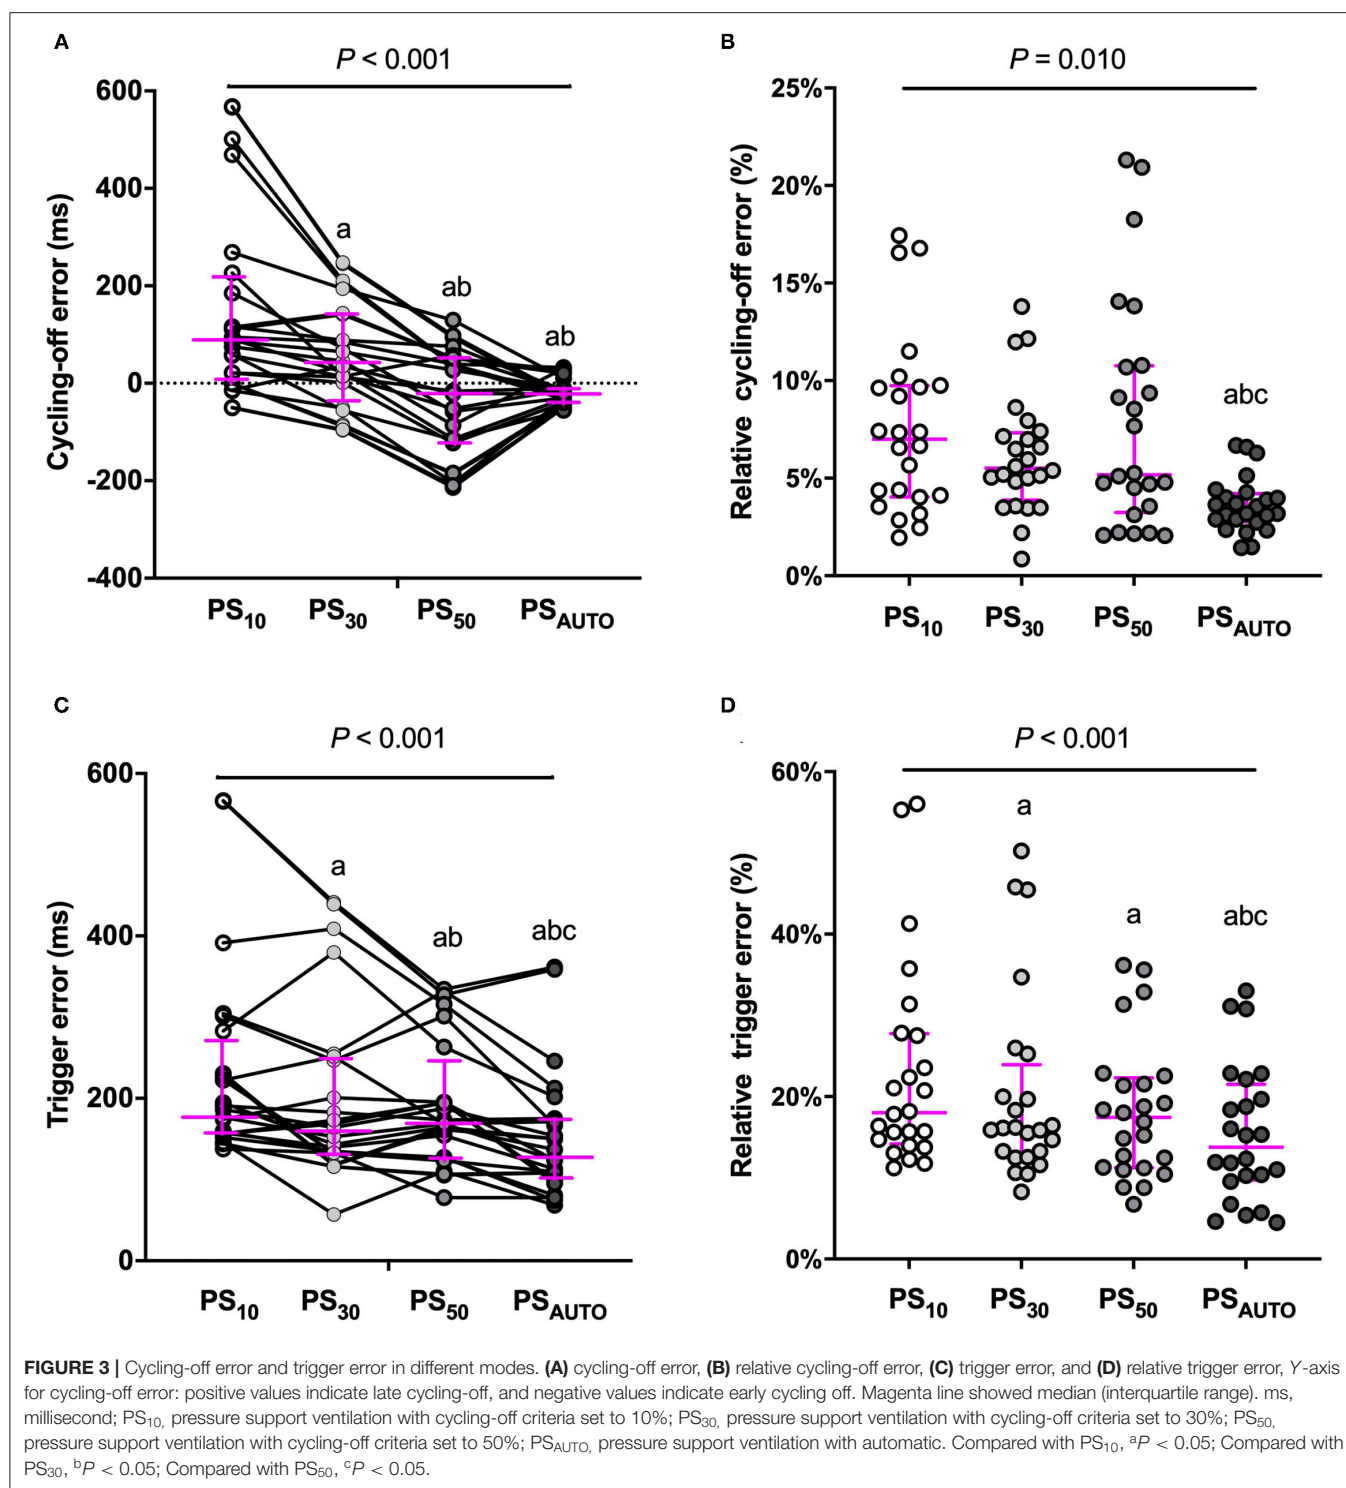 A
P < 0.001
600
400
200
0
-200
-400
Cycling-off error (ms)
a
ab
ab
PS10
PS30
PS50
PSAUTO
B
P = 0.010
25%
20%
15%
10%
5%
0%
Relative cycling-off error (%)
abc
PS10
PS30
PS50
PSAUTO
C
P < 0.001
600
400
200
0
Trigger error (ms)
a
ab
abc
PS10
PS30
PS50
PSAUTO
D
P < 0.001
60%
40%
20%
0%
Relative trigger error (%)
a
a
abc
PS10
PS30
PS50
PSAUTO
FIGURE 3 | Cycling-off error and trigger error in different modes. (A) cycling-off error, (B) relative cycling-off error, (C) trigger error, and (D) relative trigger error, Y-axis
for cycling-off error: positive values indicate late cycling-off, and negative values indicate early cycling off. Magenta line showed median (interquartile range). ms,
millisecond; PS10, pressure support ventilation with cycling-off criteria set to 10%; PS30, pressure support ventilation with cycling-off criteria set to 30%; PS50,
pressure support ventilation with cycling-off criteria set to 50%; PSAUTO, pressure support ventilation with automatic. Compared with PS10, aP < 0.05; Compared with
PS30, bP < 0.05; Compared with PS50, cP < 0.05.